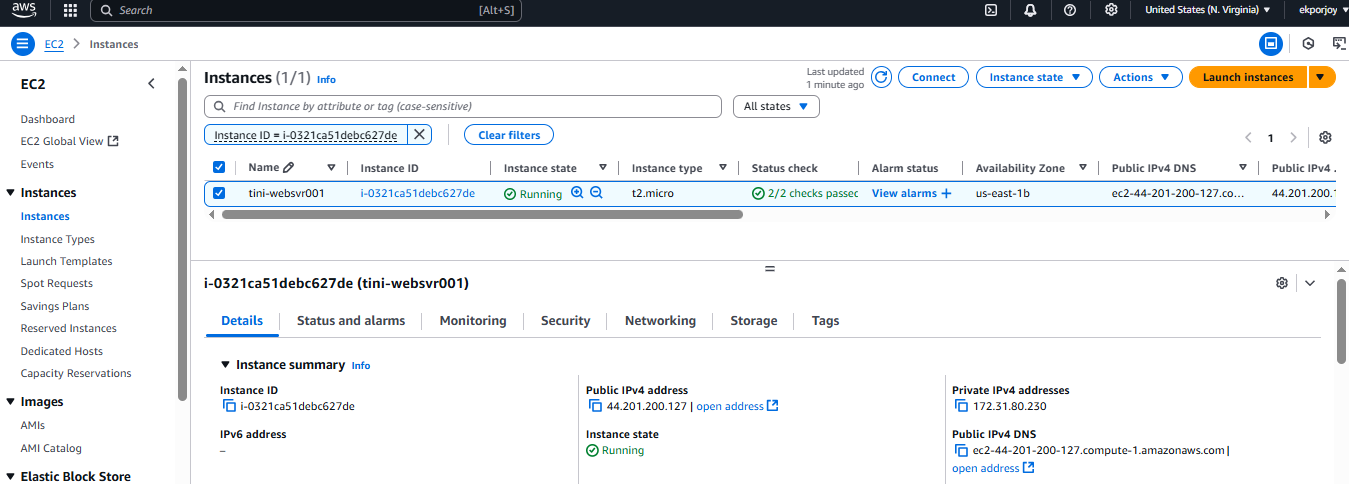 aws Search [Alt+S] United States (N. Virginia) ekporjoy
EC2 > Instances
EC2
Dashboard
EC2 Global View
Events
Instances
Instances
Instance Types
Launch Templates
Spot Requests
Savings Plans
Reserved Instances
Dedicated Hosts
Capacity Reservations
Images
AMIs
AMI Catalog
Elastic Block Store
Instances (1/1) Info
Last updated
1 minute ago
Connect Instance state Actions Launch instances
Find Instance by attribute or tag (case-sensitive) All states
Instance ID = i-0321ca51debc627de Clear filters
1
Name Instance ID Instance state Instance type Status check Alarm status Availability Zone Public IPv4 DNS Public IPv4
tini-websvr001 i-0321ca51debc627de Running t2.micro 2/2 checks passed View alarms + us-east-1b ec2-44-201-200-127.co... 44.201.200.1
i-0321ca51debc627de (tini-websvr001)
Details Status and alarms Monitoring Security Networking Storage Tags
Instance summary Info
Instance ID
i-0321ca51debc627de
IPv6 address
–
Public IPv4 address
44.201.200.127 | open address
Instance state
Running
Private IPv4 addresses
172.31.80.230
Public IPv4 DNS
ec2-44-201-200-127.compute-1.amazonaws.com |
open address